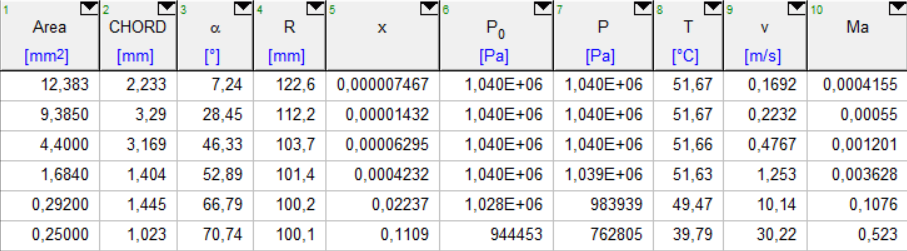 1 2 3 4 5 6 7 8 9 10
Area CHORD α R x P0 P T v Ma
[mm2] [mm] [°] [mm] [Pa] [Pa] [°C] [m/s]
12,383 2,233 7,24 122,6 0,000007467 1,040E+06 1,040E+06 51,67 0,1692 0,0004155
9,3850 3,29 28,45 112,2 0,00001432 1,040E+06 1,040E+06 51,67 0,2232 0,00055
4,4000 3,169 46,33 103,7 0,00006295 1,040E+06 1,040E+06 51,66 0,4767 0,001201
1,6840 1,404 52,89 101,4 0,0004232 1,040E+06 1,039E+06 51,63 1,253 0,003628
0,29200 1,445 66,79 100,2 0,02237 1,028E+06 983939 49,47 10,14 0,1076
0,25000 1,023 70,74 100,1 0,1109 944453 762805 39,79 30,22 0,523